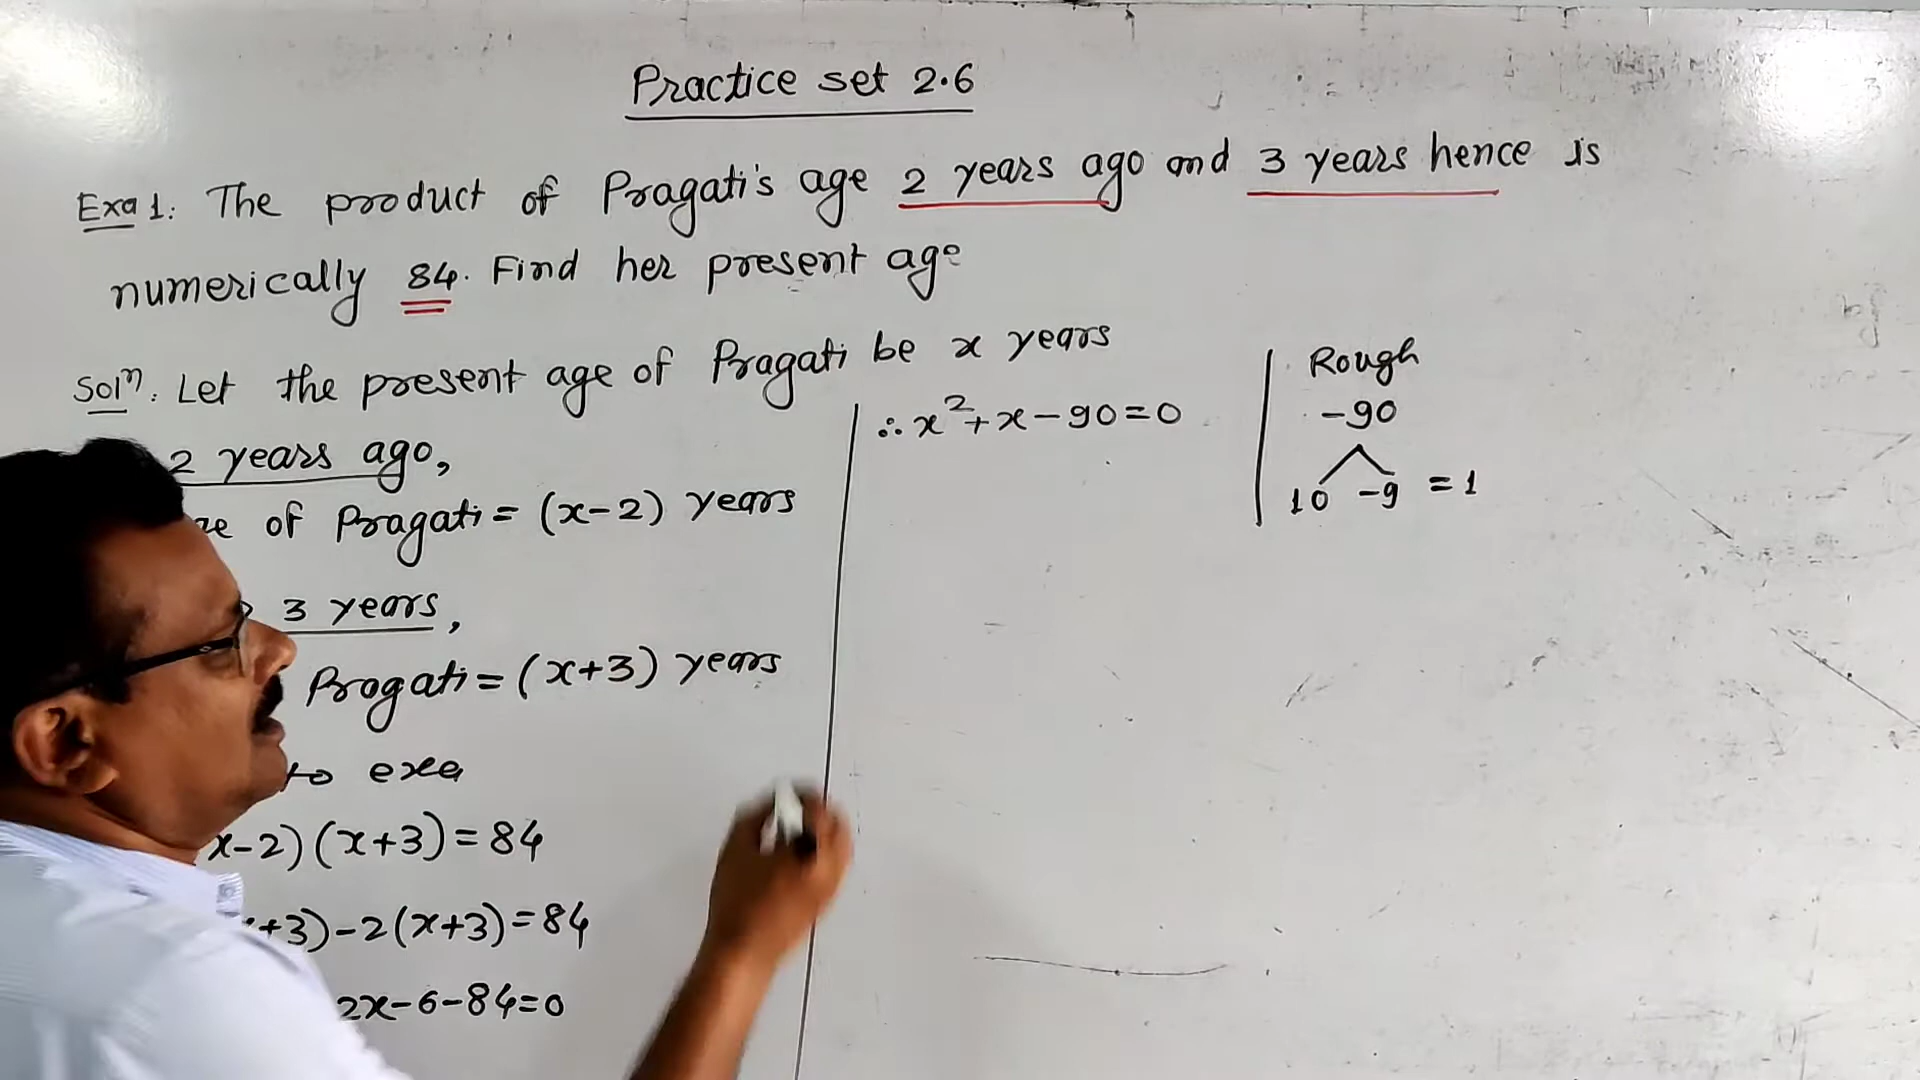 Practice set 2.6
Exa 1. The product of Pragati's age 2 years ago and 3 years hence is
numerically 84. Find her present age
Solⁿ. Let the present age of Pragati be x years
2 years ago,
of Pragati = (x-2) years
3 years,
Pragati = (x+3) years
to exa
x-2)(x+3)=84
+3)-2(x+3)=84
2x-6-84=0
∴ x²+x-90=0
Rough
-90
10 -9 = 1